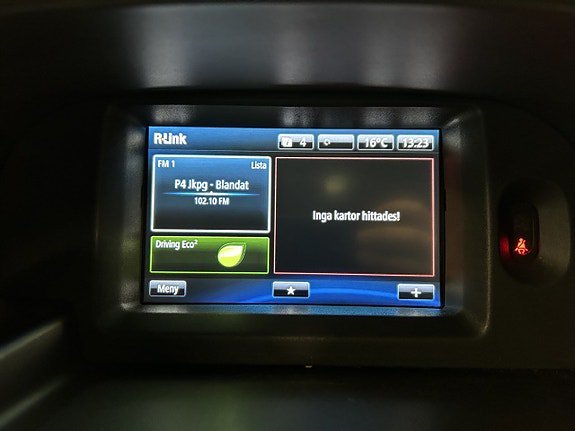 R-Link
4
16°C
13:23
FM 1
Lista
P4 Jkpg - Blandat
102.10 FM
Inga kartor hittades!
Driving Eco²
Meny